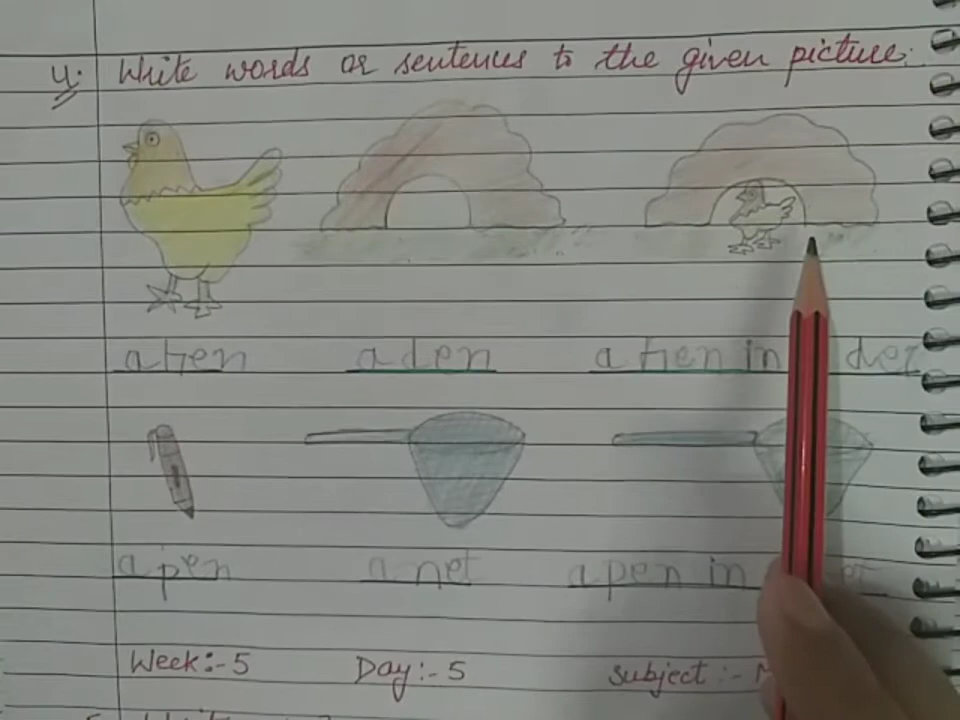 4. Write words or sentences to the given picture.
a hen a den a hen in den
a pen a net a pen in
Week:- 5 Day:- 5 Subject :-